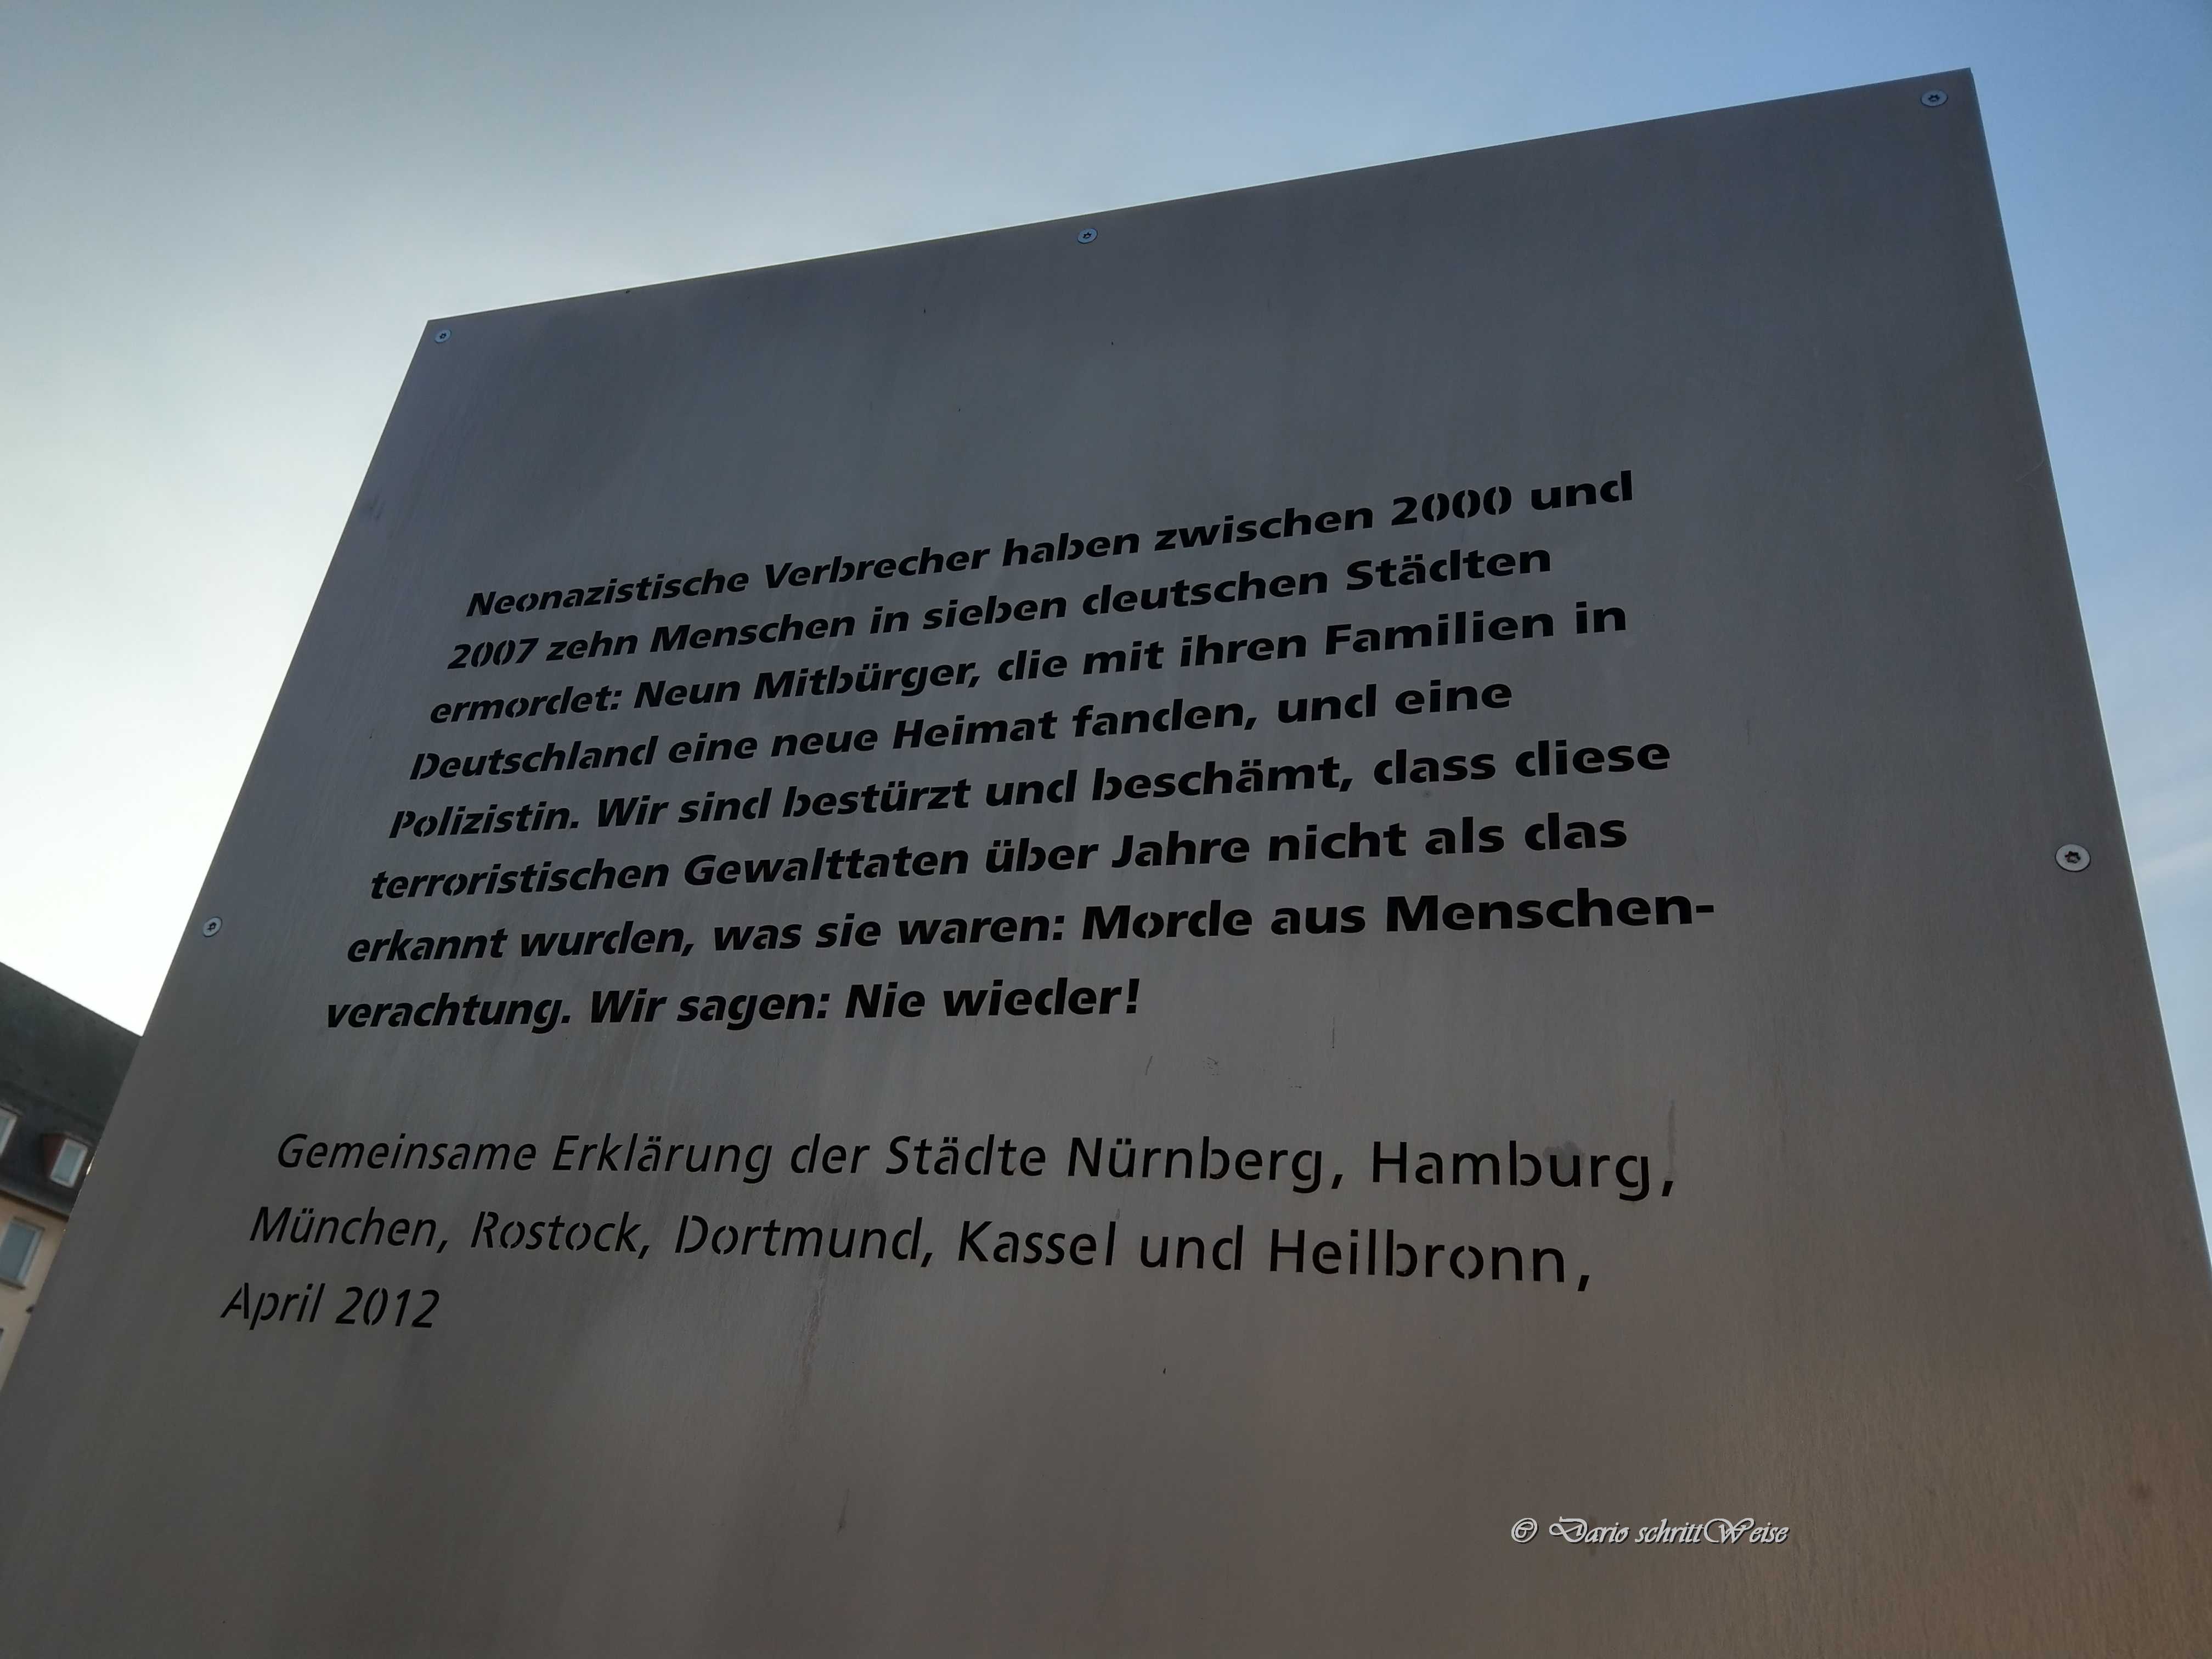 Neonazistische Verbrecher haben zwischen 2000 und
2007 zehn Menschen in sieben deutschen Städten
ermordet: Neun Mitbürger, die mit ihren Familien in
Deutschland eine neue Heimat fanden, und eine
Polizistin. Wir sind bestürzt und beschämt, dass diese
terroristischen Gewalttaten über Jahre nicht als das
erkannt wurden, was sie waren: Morde aus Menschen-
verachtung. Wir sagen: Nie wieder!
Gemeinsame Erklärung der Städte Nürnberg, Hamburg,
München, Rostock, Dortmund, Kassel und Heilbronn,
April 2012
© Dario schrittWeise